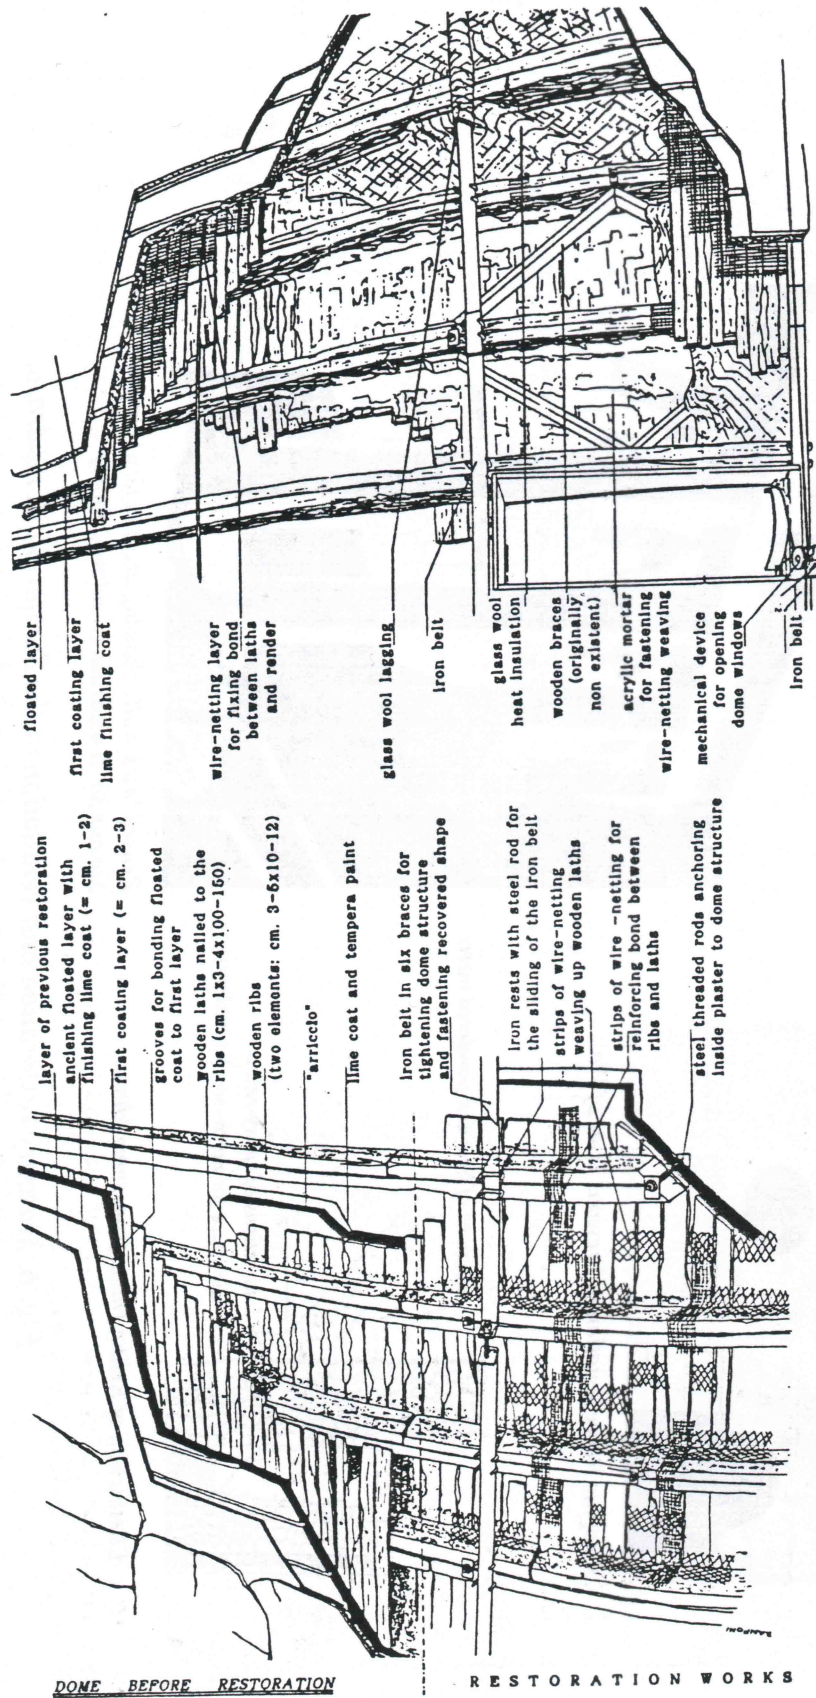 DOME BEFORE RESTORATION
RESTORATION WORKS
layer of previous restoration
ancient floated layer with
finishing lime coat (= cm. 1-2)
first coating layer (= cm. 2-3)
grooves for bonding floated
coat to first layer
wooden laths nailed to the
ribs (cm. 1x3-4x100-150)
wooden ribs
(two elements: cm. 3-5x10-12)
"arriccio"
lime coat and tempera paint
iron belt in six braces for
tightening dome structure
and fastening recovered shape
iron rests with steel rod for
the sliding of the iron belt
strips of wire-netting
weaving up wooden laths
strips of wire -netting for
reinforcing bond between
ribs and laths
steel threaded rods anchoring
inside plaster to dome structure
RAMPONI
floated layer
first coating layer
lime finishing coat
wire-netting layer
for fixing bond
between laths
and render
glass wool lagging
iron belt
glass wool
heat insulation
wooden braces
(originally
non existent)
acrylic mortar
for fastening
wire-netting weaving
mechanical device
for opening
dome windows
iron belt